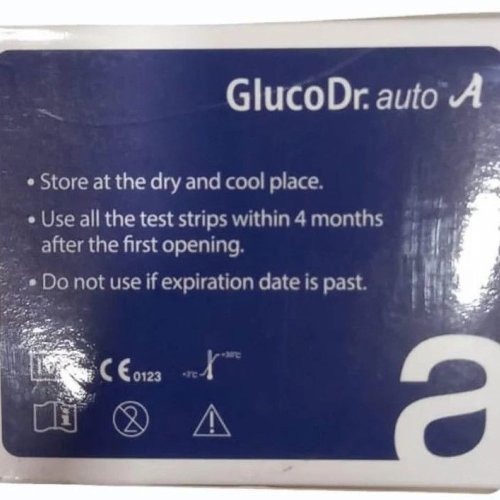 GlucoDr. auto™ A
• Store at the dry and cool place.
• Use all the test strips within 4 months
after the first opening.
• Do not use if expiration date is past.
CE 0123
a